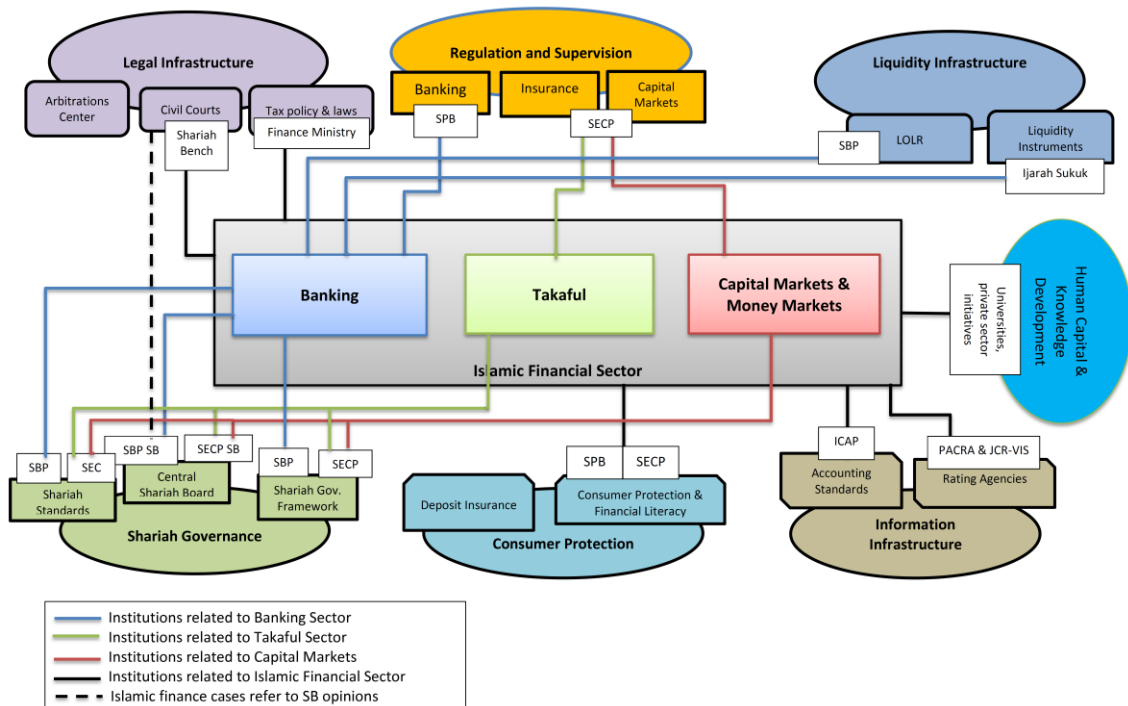 Legal Infrastructure
Arbitrations
Center
Civil Courts
Shariah
Bench
Tax policy & laws
Finance Ministry
Regulation and Supervision
Banking
SPB
Insurance
Capital
Markets
SECP
Liquidity Infrastructure
SBP
LOLR
Liquidity
Instruments
Ijarah Sukuk
Banking
Takaful
Capital Markets &
Money Markets
Islamic Financial Sector
Universities,
private sector
initiatives
Human Capital &
Knowledge
Development
SBP
SEC
Shariah
Standards
SBP SB
SECP SB
Central
Shariah Board
SBP
SECP
Shariah Gov.
Framework
Shariah Governance
SPB
SECP
Deposit Insurance
Consumer Protection &
Financial Literacy
Consumer Protection
ICAP
Accounting
Standards
PACRA & JCR-VIS
Rating Agencies
Information
Infrastructure
Institutions related to Banking Sector
Institutions related to Takaful Sector
Institutions related to Capital Markets
Institutions related to Islamic Financial Sector
Islamic finance cases refer to SB opinions